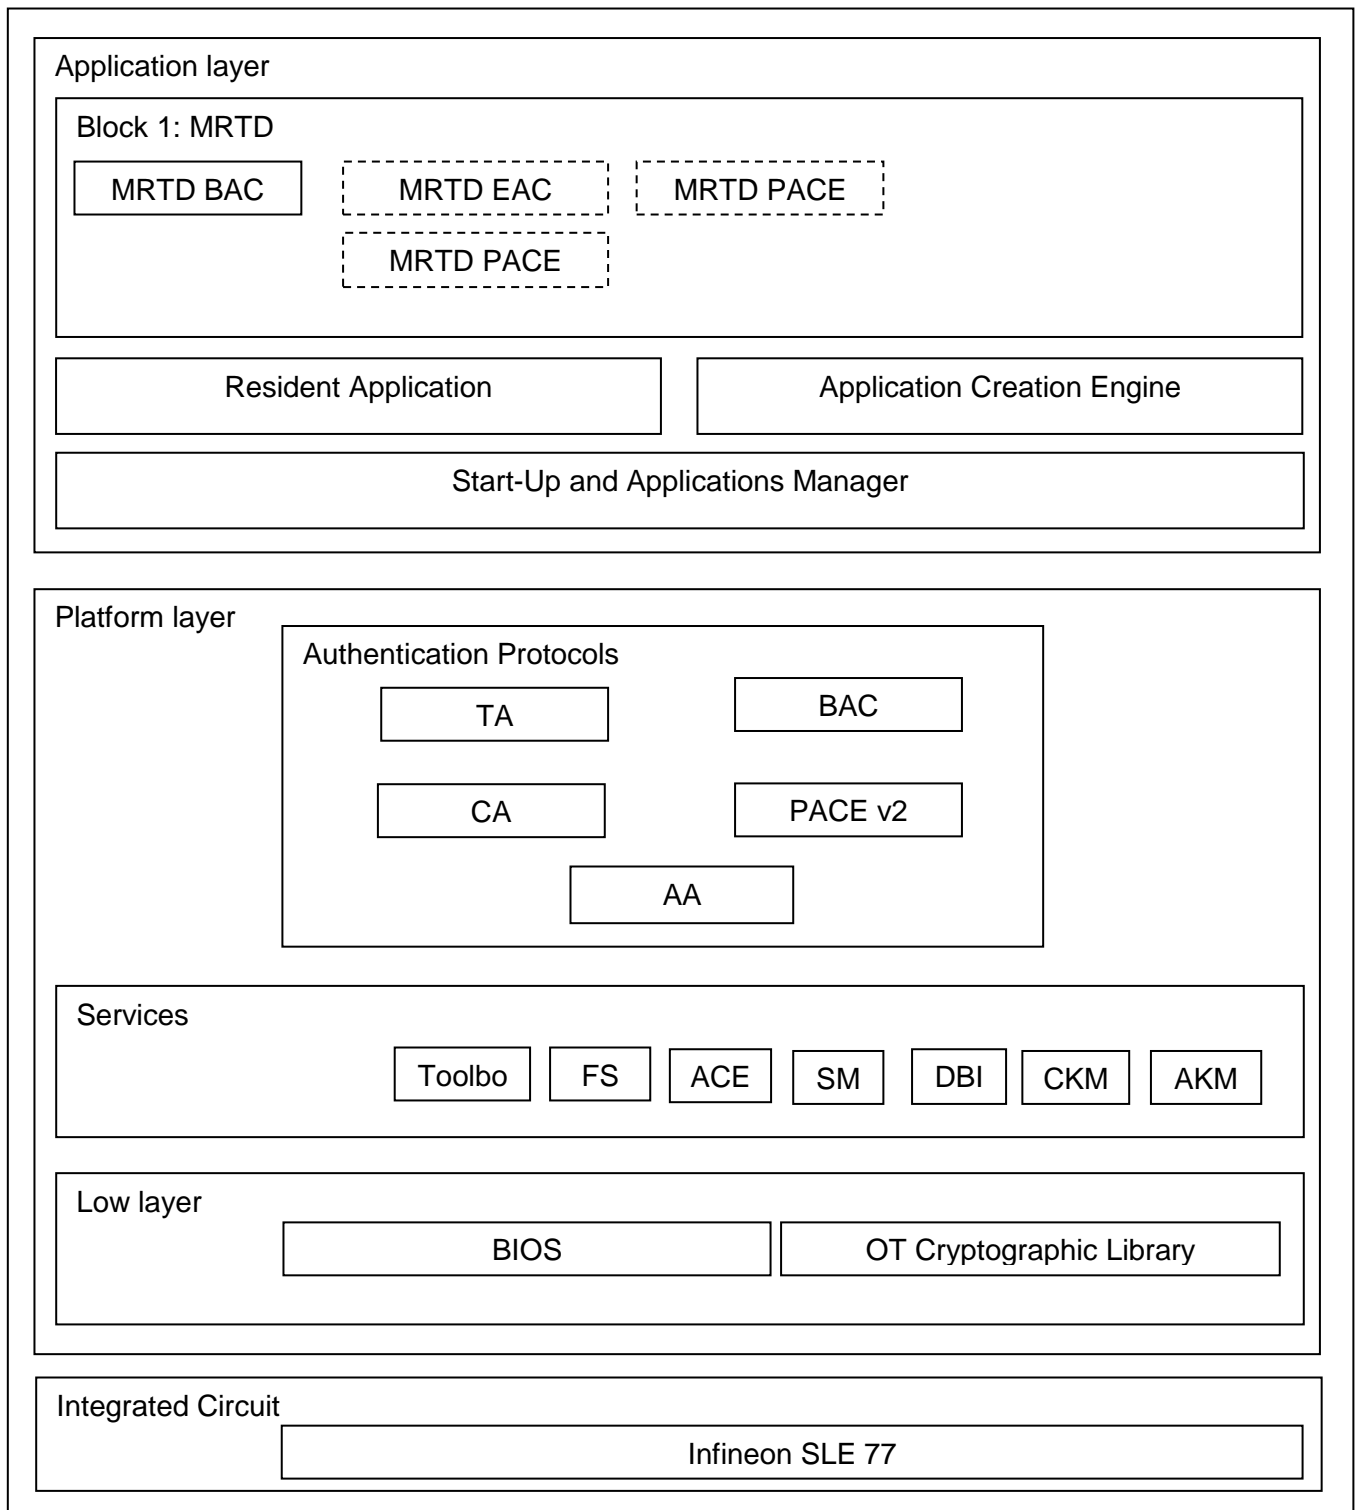 Application layer
Block 1: MRTD
MRTD BAC
MRTD EAC
MRTD PACE
MRTD PACE
Resident Application
Application Creation Engine
Start-Up and Applications Manager
Platform layer
Authentication Protocols
TA
BAC
CA
PACE v2
AA
Services
Toolbo
FS
ACE
SM
DBI
CKM
AKM
Low layer
BIOS
OT Cryptographic Library
Integrated Circuit
Infineon SLE 77